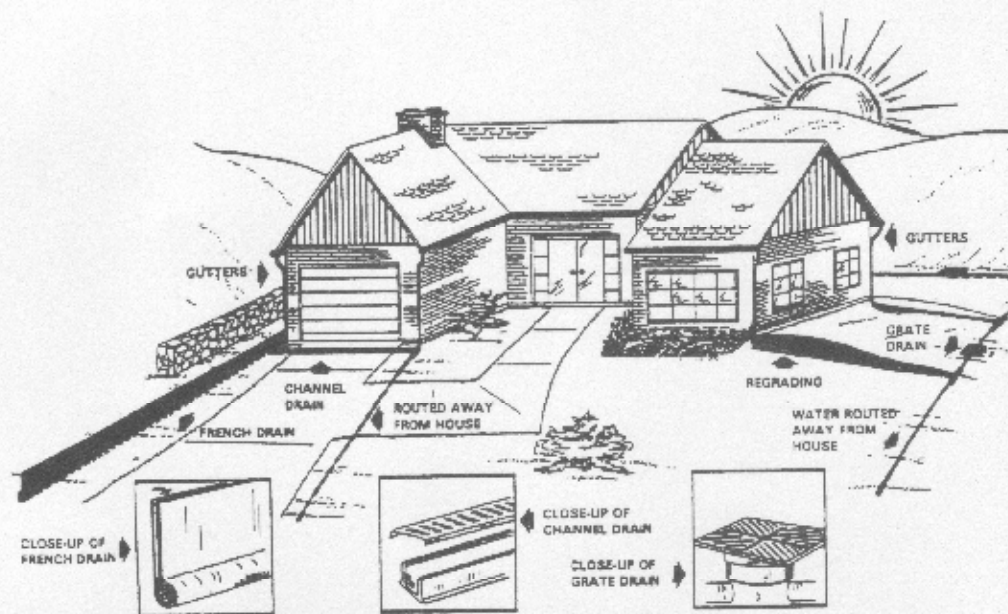 GUTTERS
GUTTERS
GRATE
DRAIN
REGRADING
CHANNEL
DRAIN
ROUTED AWAY
FROM HOUSE
FRENCH DRAIN
WATER ROUTED
AWAY FROM
HOUSE
CLOSE-UP OF
FRENCH DRAIN
CLOSE-UP OF
CHANNEL DRAIN
CLOSE-UP OF
GRATE DRAIN